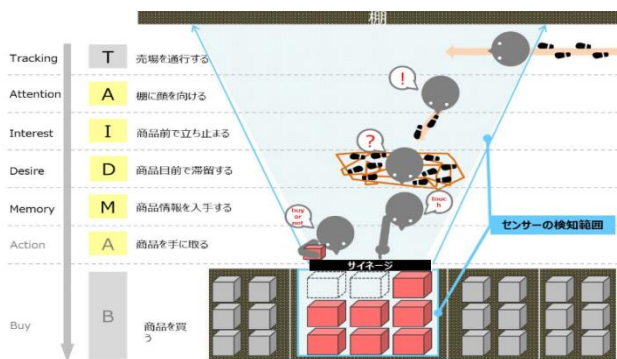 棚
Tracking T 売場を通行する
Attention A 棚に顔を向ける
!
Interest I 商品前で立ち止まる
?
Desire D 商品目前で滞留する
Memory M 商品情報を入手する
buy
or
not
touc
h
センサーの検知範囲
Action A 商品を手に取る
サイネージ
Buy B 商品を買
う